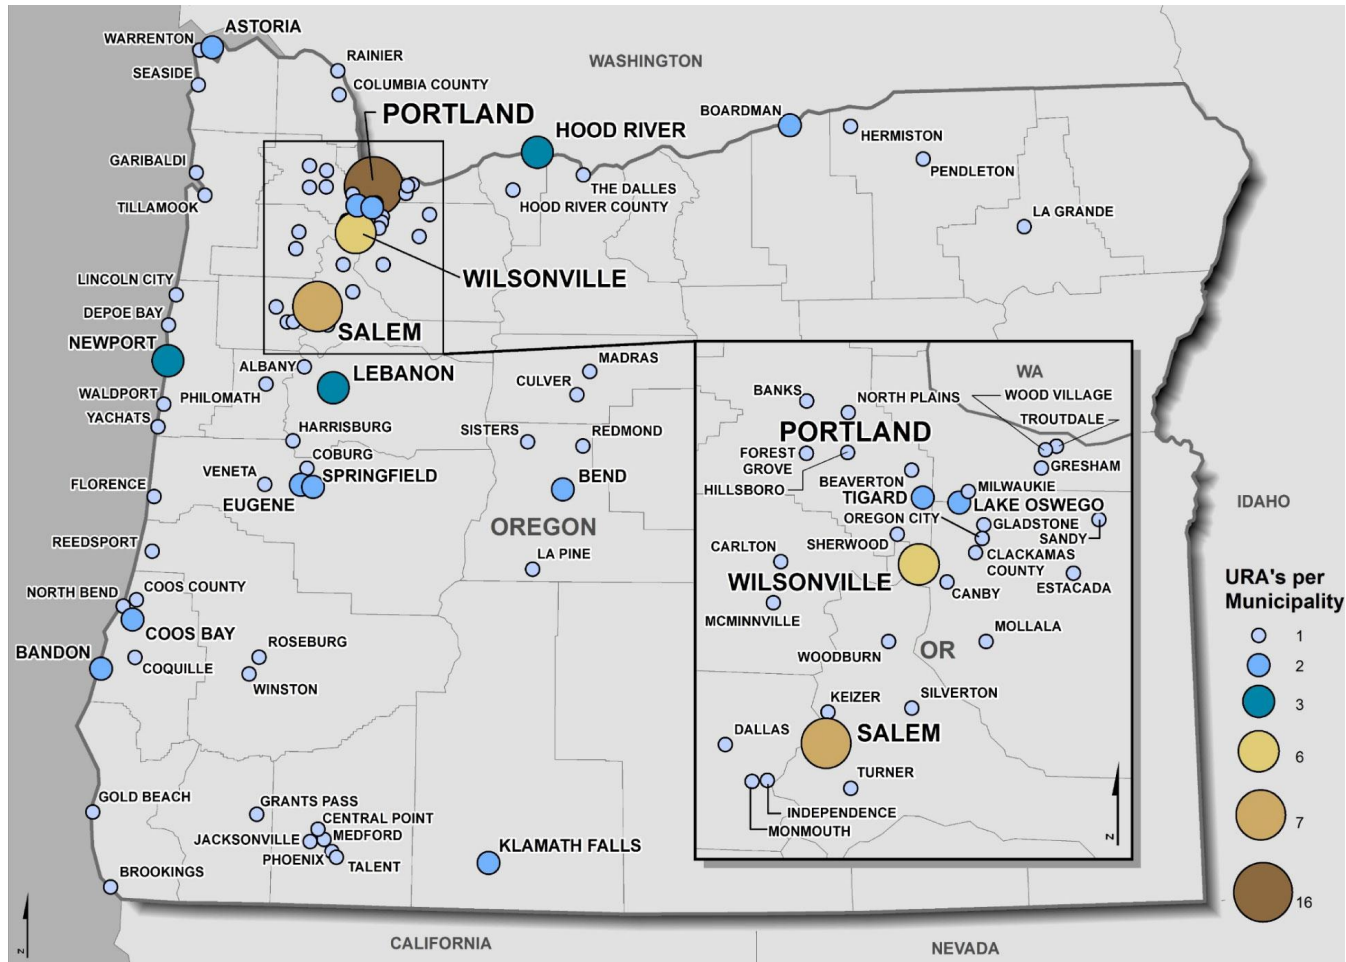 WARRENTON
ASTORIA
SEASIDE
RAINIER
COLUMBIA COUNTY
WASHINGTON
PORTLAND
HOOD RIVER
BOARDMAN
HERMISTON
PENDLETON
GARIBALDI
TILLAMOOK
THE DALLES
HOOD RIVER COUNTY
LA GRANDE
LINCOLN CITY
DEPOE BAY
WILSONVILLE
SALEM
NEWPORT
ALBANY
LEBANON
MADRAS
CULVER
WALDPORT
PHILOMATH
YACHATS
HARRISBURG
SISTERS
REDMOND
COBURG
VENETA
SPRINGFIELD
BEND
FLORENCE
EUGENE
OREGON
REEDSPORT
LA PINE
NORTH BEND
COOS COUNTY
COOS BAY
BANDON
COQUILLE
ROSEBURG
WINSTON
GOLD BEACH
GRANTS PASS
CENTRAL POINT
JACKSONVILLE
MEDFORD
PHOENIX
TALENT
KLAMATH FALLS
BROOKINGS
CALIFORNIA
NEVADA
IDAHO
N
WA
BANKS
NORTH PLAINS
WOOD VILLAGE
TROUTDALE
PORTLAND
FOREST
GROVE
GRESHAM
HILLSBORO
BEAVERTON
MILWAUKIE
TIGARD
LAKE OSWEGO
OREGON CITY
GLADSTONE
SANDY
SHERWOOD
CLACKAMAS
COUNTY
CARLTON
WILSONVILLE
CANBY
ESTACADA
MCMINNVILLE
MOLLALA
WOODBURN
OR
KEIZER
SILVERTON
DALLAS
SALEM
TURNER
INDEPENDENCE
MONMOUTH
N
URA's per
Municipality
1
2
3
6
7
16